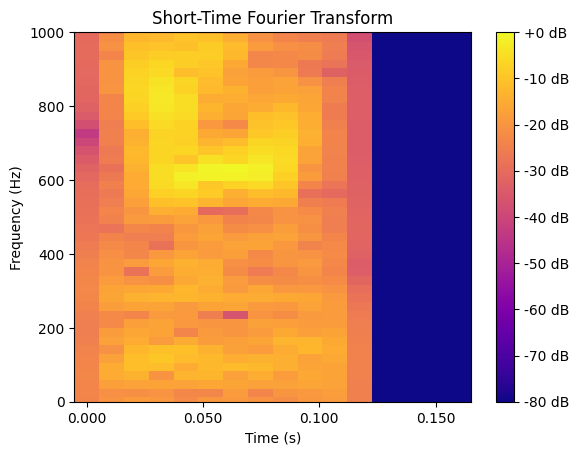 Short-Time Fourier Transform
1000
800
600
400
200
0
Frequency (Hz)
0.000
0.050
0.100
0.150
Time (s)
+0 dB
-10 dB
-20 dB
-30 dB
-40 dB
-50 dB
-60 dB
-70 dB
-80 dB